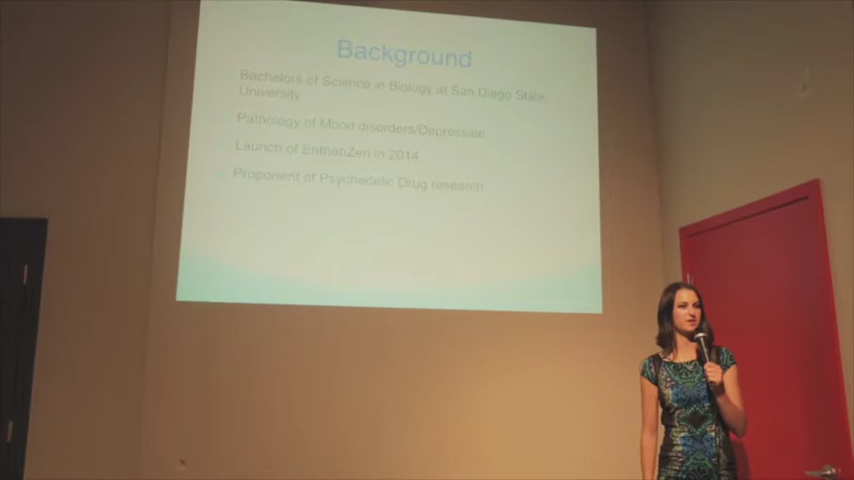 Background
Bachelors of Science in Biology at San Diego State
University
Pathology of Mood disorders/Depression
Launch of EntheoZen in 2014
Proponent of Psychedelic Drug research